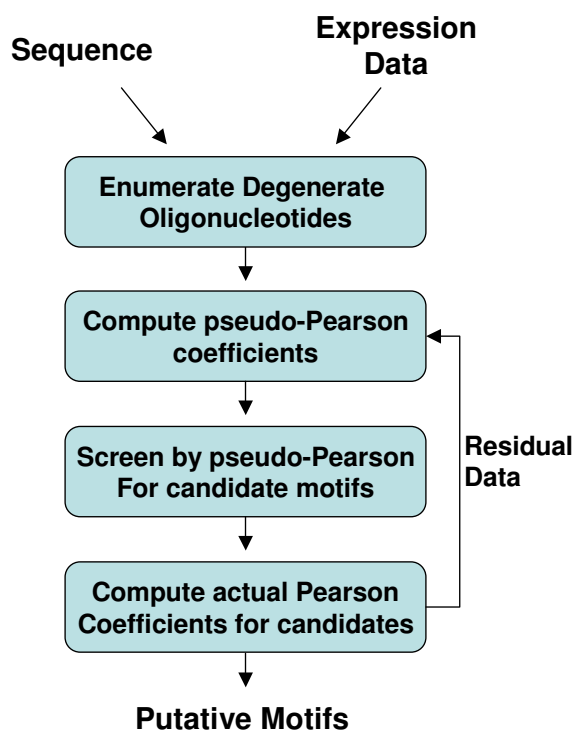 Sequence
Expression
Data
Enumerate Degenerate
Oligonucleotides
Compute pseudo-Pearson
coefficients
Screen by pseudo-Pearson
For candidate motifs
Residual
Data
Compute actual Pearson
Coefficients for candidates
Putative Motifs